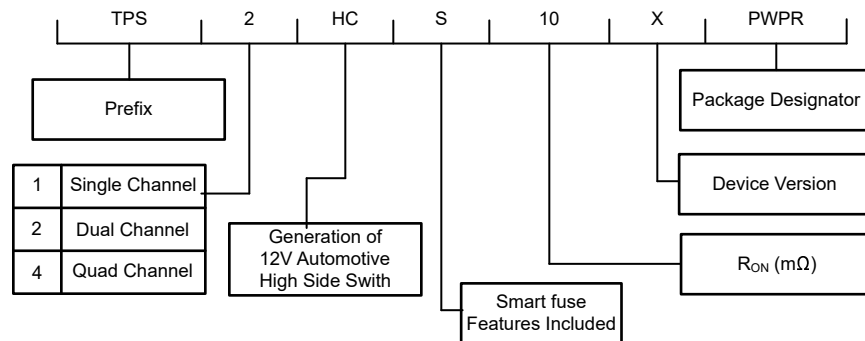 TPS 2 HC S 10 X PWPR
Prefix
Package Designator
1 Single Channel
2 Dual Channel
4 Quad Channel
Device Version
Generation of
12V Automotive
High Side Swith
RON (mΩ)
Smart fuse
Features Included